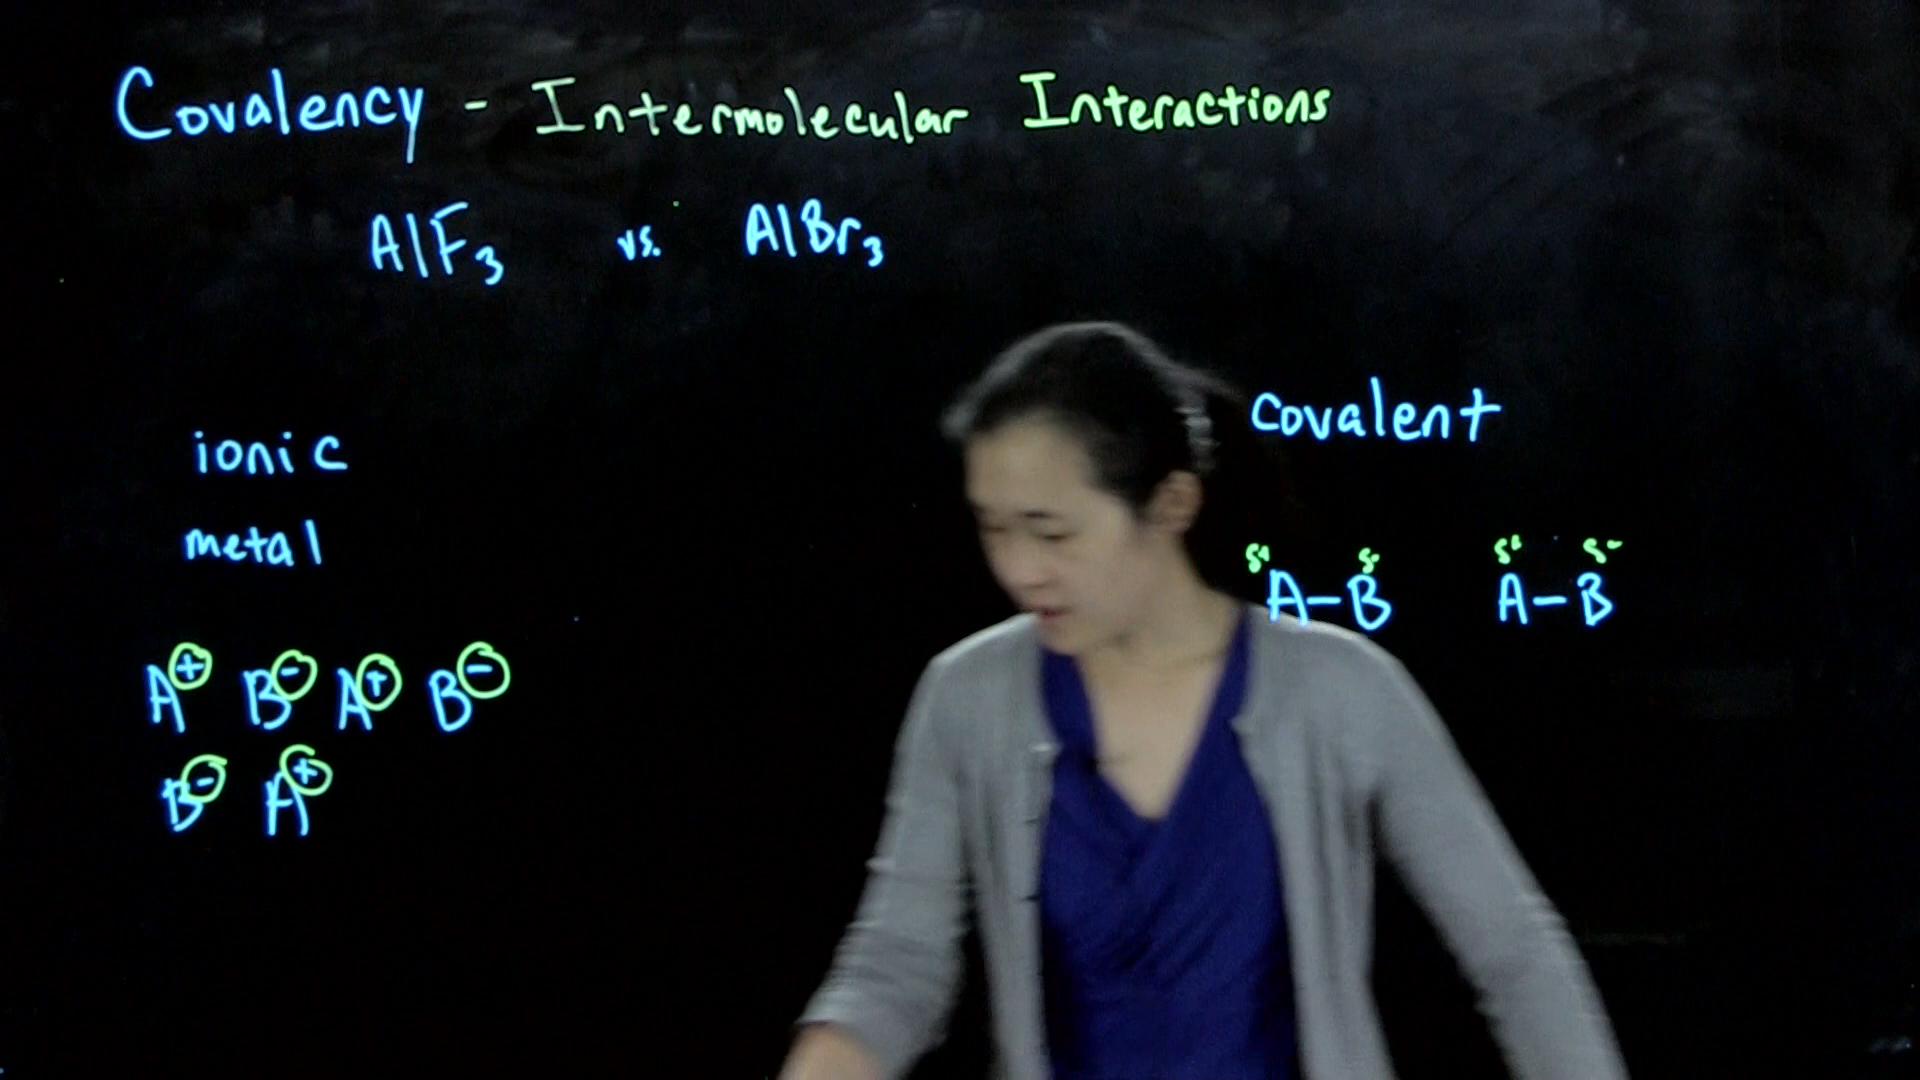 Covalency - Intermolecular Interactions
AlF₃ vs. AlBr₃
covalent
ionic
metal
δ⁺ δ⁻ δ⁺ δ⁻
A-B A-B
A⁺ B⁻ A⁺ B⁻
B⁻ A⁺